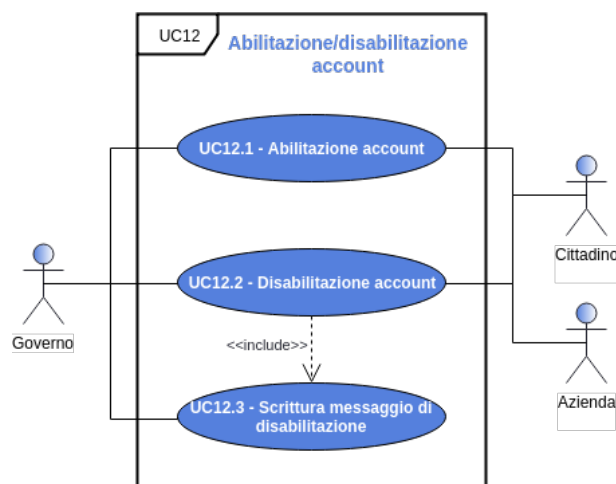 UC12
Abilitazione/disabilitazione
account
UC12.1 - Abilitazione account
Cittadino
UC12.2 - Disabilitazione account
Governo
<<include>>
Azienda
UC12.3 - Scrittura messaggio di
disabilitazione